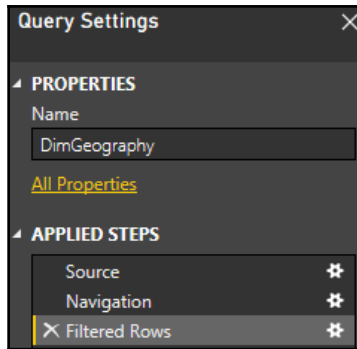 Query Settings
PROPERTIES
Name
DimGeography
All Properties
APPLIED STEPS
Source
Navigation
Filtered Rows